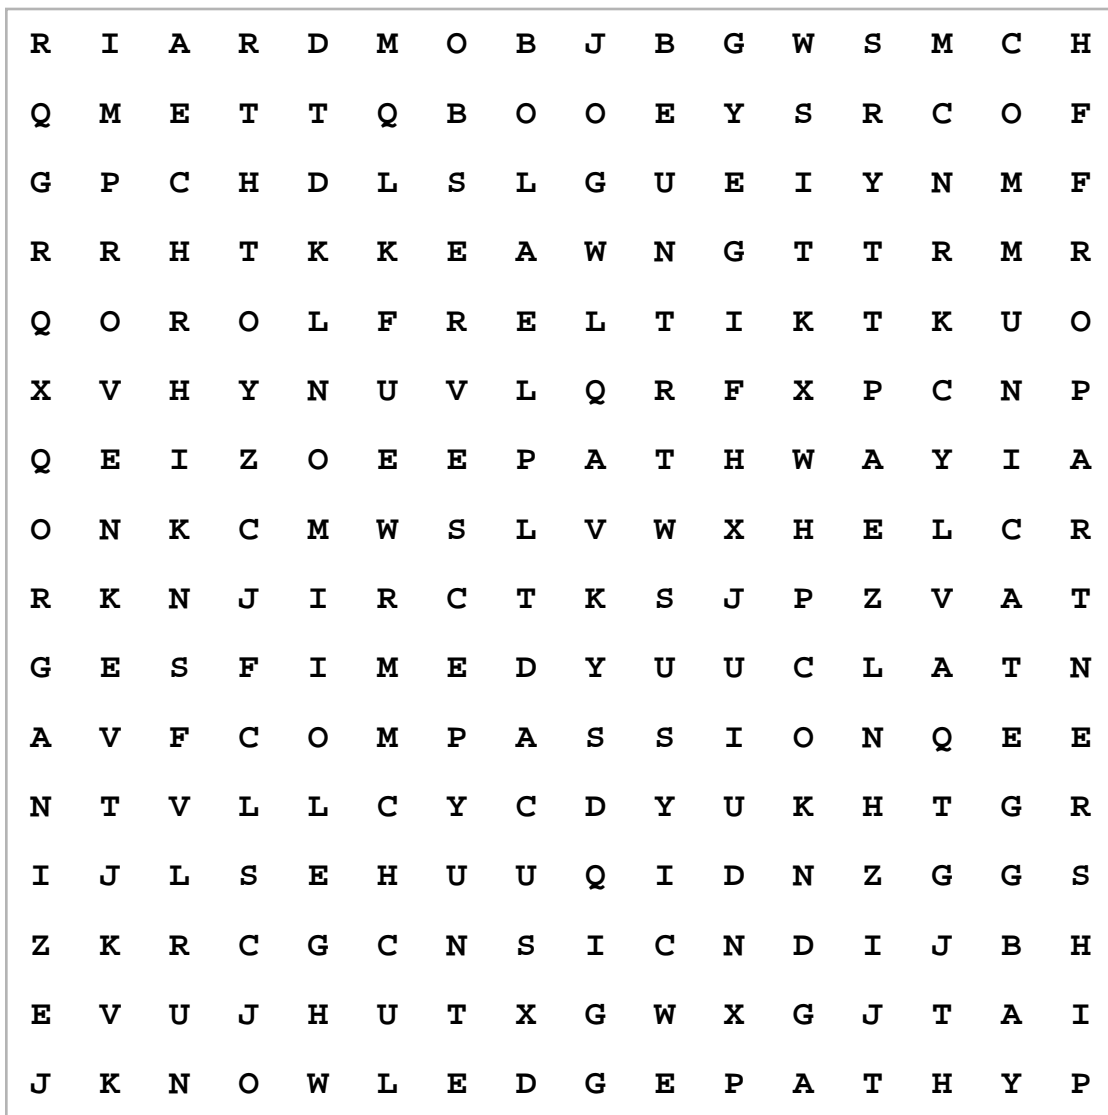 R I A R D M O B J B G W S M C H
Q M E T T Q B O O E Y S R C O F
G P C H D L S L G U E I Y N M F
R R H T K K E A W N G T T R M R
Q O R O L F R E L T I K T K U O
X V H Y N U V L Q R F X P C N P
Q E I Z O E E P A T H W A Y I A
O N K C M W S L V W X H E L C R
R K N J I R C T K S J P Z V A T
G E S F I M E D Y U U C L A T N
A V F C O M P A S S I O N Q E E
N T V L L C Y C D Y U K H T G R
I J L S E H U U Q I D N Z G G S
Z K R C G C N S I C N D I J B H
E V U J H U T X G W X G J T A I
J K N O W L E D G E P A T H Y P